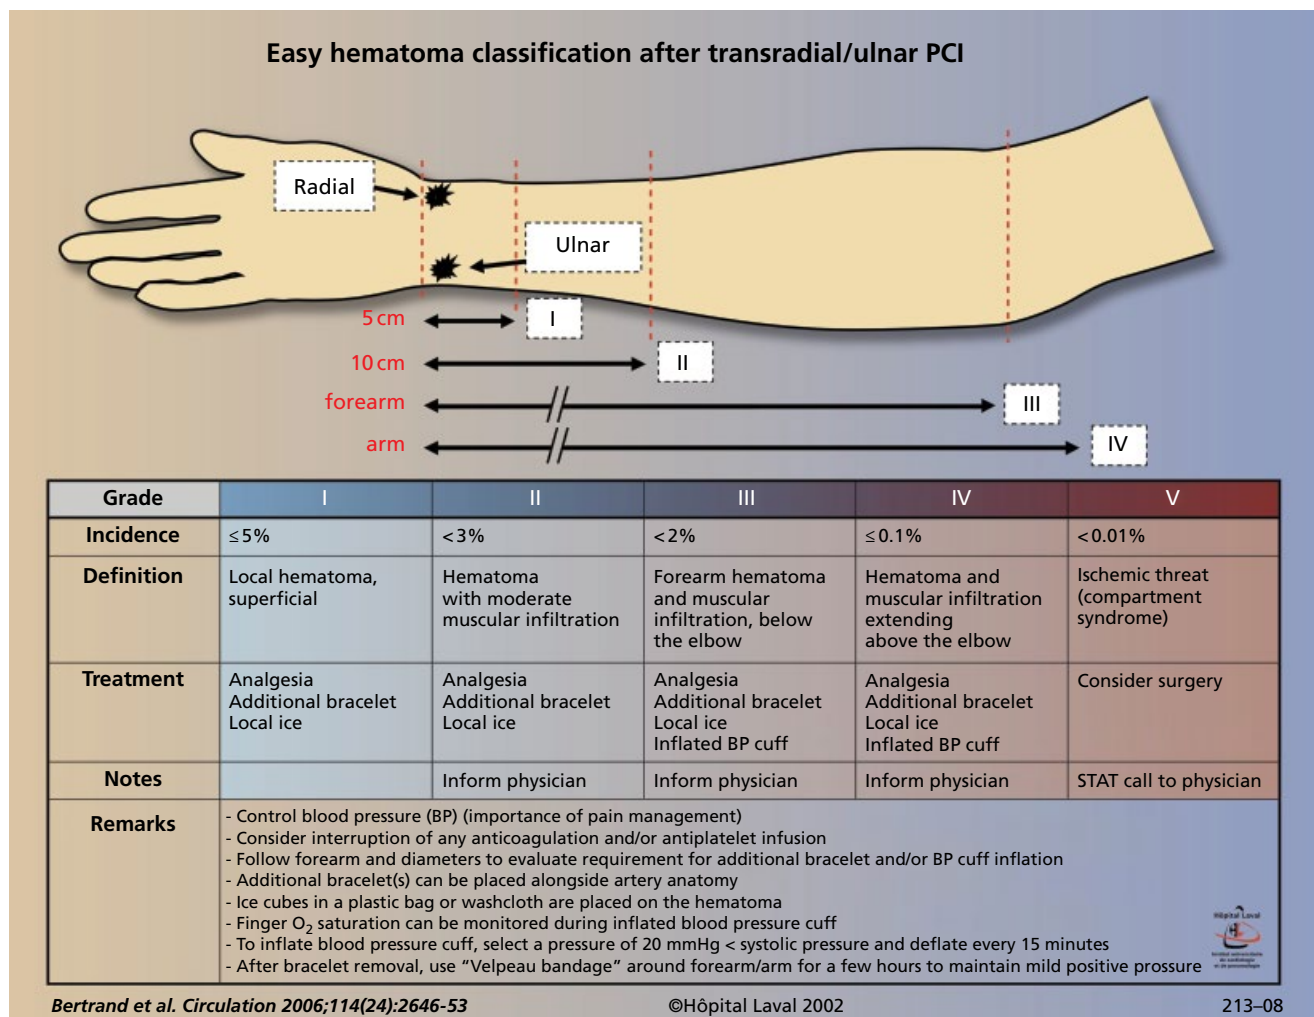 Easy hematoma classification after transradial/ulnar PCI
Radial
Ulnar
5 cm
I
10 cm
II
forearm
III
arm
IV
Grade I II III IV V
Incidence ≤5% <3% <2% ≤0.1% <0.01%
Definition
Local hematoma,
superficial
Hematoma
with moderate
muscular infiltration
Forearm hematoma
and muscular
infiltration, below
the elbow
Hematoma and
muscular infiltration
extending
above the elbow
Ischemic threat
(compartment
syndrome)
Treatment
Analgesia
Additional bracelet
Local ice
Analgesia
Additional bracelet
Local ice
Analgesia
Additional bracelet
Local ice
Inflated BP cuff
Analgesia
Additional bracelet
Local ice
Inflated BP cuff
Consider surgery
Notes Inform physician Inform physician Inform physician STAT call to physician
Remarks
- Control blood pressure (BP) (importance of pain management)
- Consider interruption of any anticoagulation and/or antiplatelet infusion
- Follow forearm and diameters to evaluate requirement for additional bracelet and/or BP cuff inflation
- Additional bracelet(s) can be placed alongside artery anatomy
- Ice cubes in a plastic bag or washcloth are placed on the hematoma
- Finger O2 saturation can be monitored during inflated blood pressure cuff
- To inflate blood pressure cuff, select a pressure of 20 mmHg < systolic pressure and deflate every 15 minutes
- After bracelet removal, use “Velpeau bandage” around forearm/arm for a few hours to maintain mild positive prossure
Hôpital Laval
Bertrand et al. Circulation 2006;114(24):2646-53
©Hôpital Laval 2002
213–08